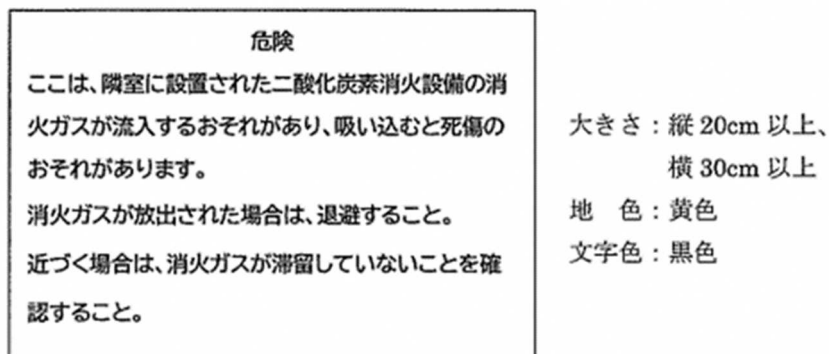 危険
ここは、隣室に設置された二酸化炭素消火設備の消
火ガスが流入するおそれがあり、吸い込むと死傷の
おそれがあります。
消火ガスが放出された場合は、退避すること。
近づく場合は、消火ガスが滞留していないことを確
認すること。
大きさ:縦 20cm 以上、
横 30cm 以上
地 色:黄色
文字色:黒色